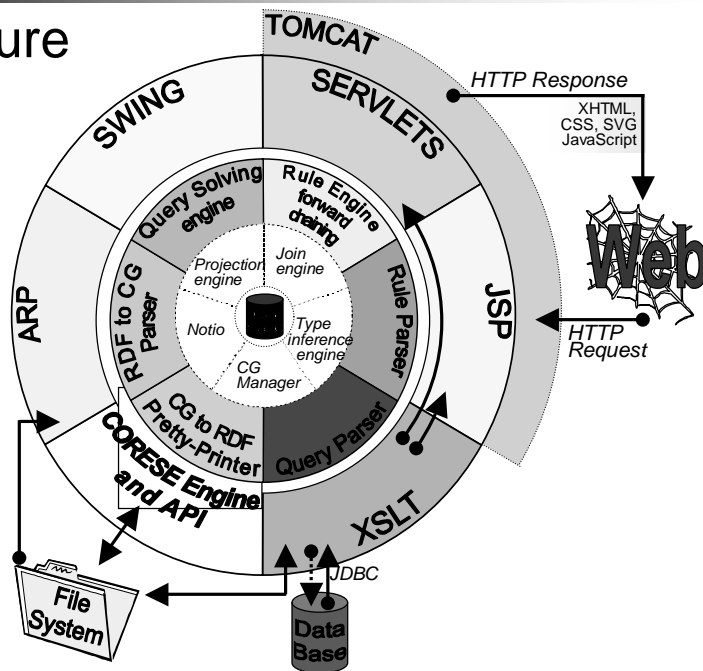 ure
TOMCAT
HTTP Response
XHTML,
CSS, SVG
JavaScript
SWING
SERVLETS
Query Solving
engine
Rule Engine
forward
chaining
Web
Projection
engine
Join
engine
ARP
RDF to CG
Parser
Notio
Type
inference
engine
Rule Parser
JSP
HTTP
Request
CG
Manager
CG to RDF
Pretty-Printer
Query Parser
CORESE Engine
and API
XSLT
JDBC
File
System
Data
Base